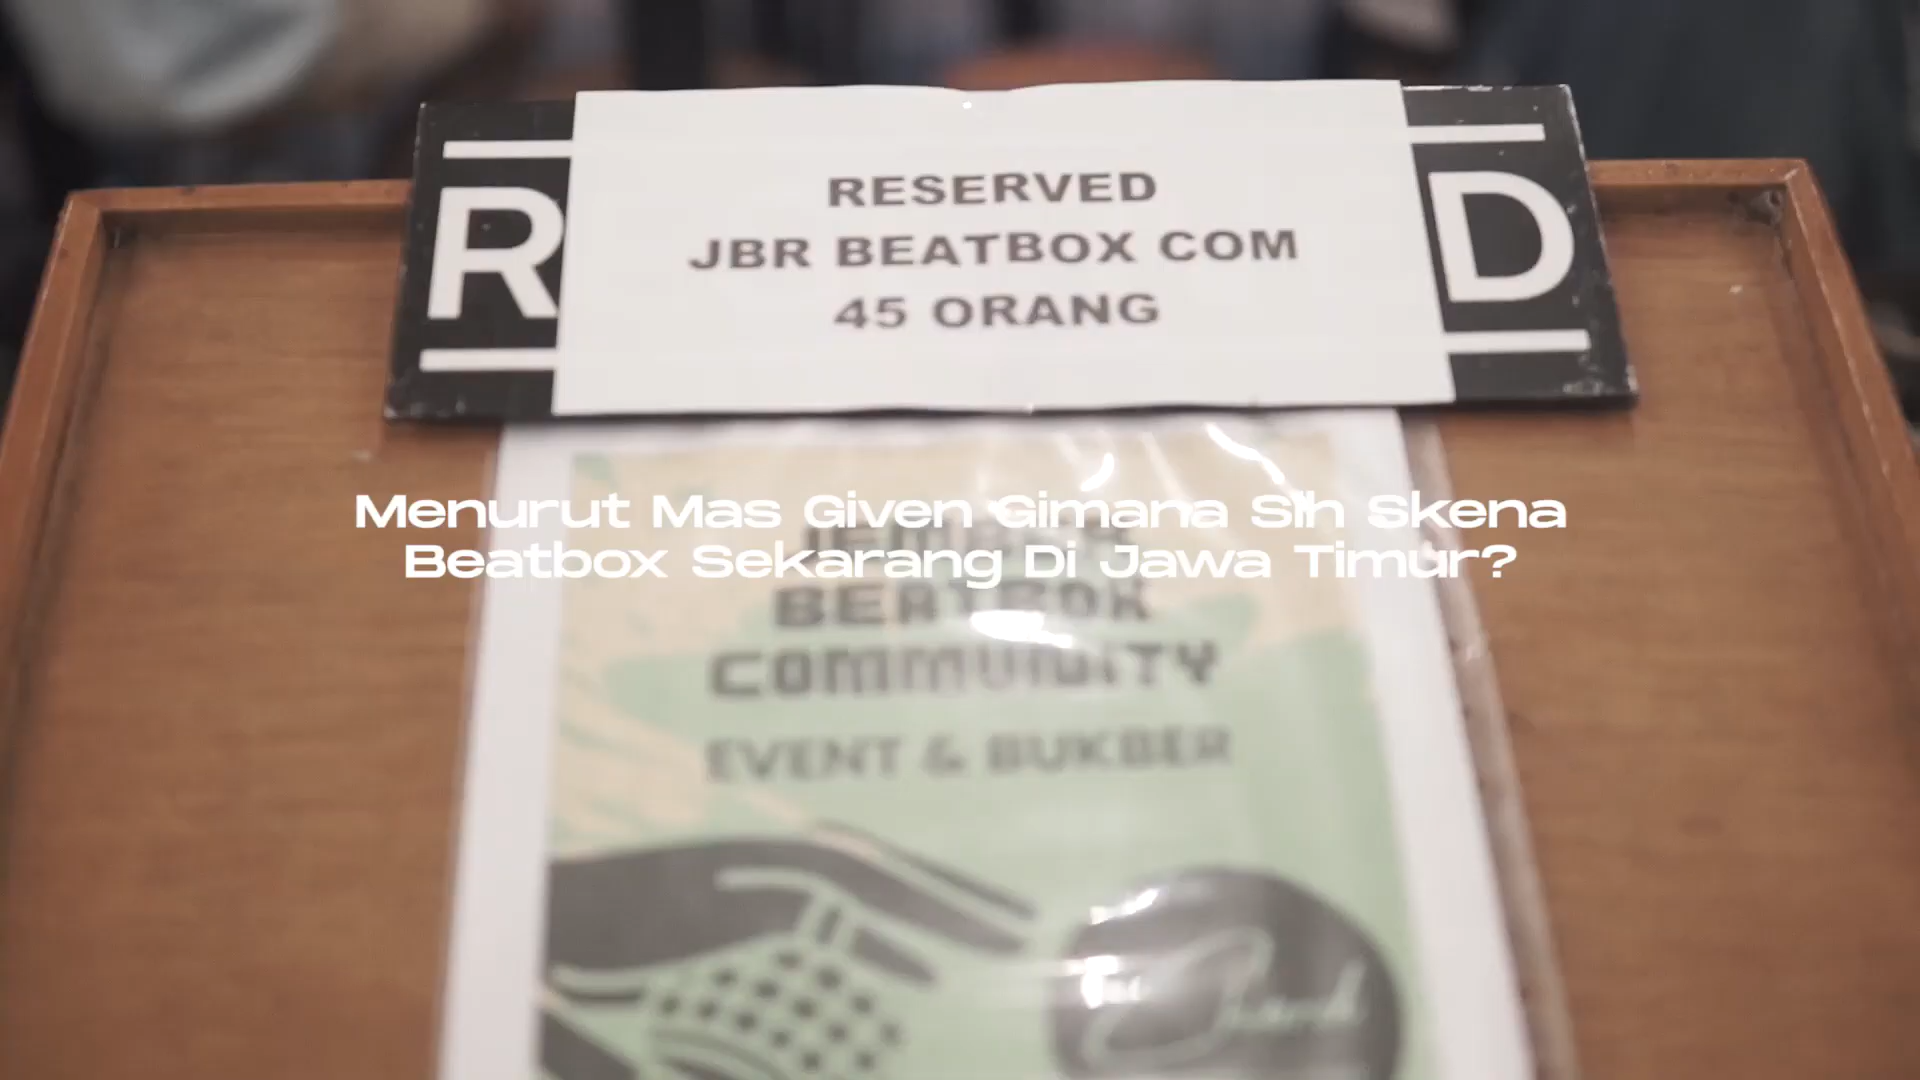 R D
RESERVED
JBR BEATBOX COM
45 ORANG
Menurut Mas Given Gimana Sih Skena
Beatbox Sekarang Di Jawa Timur?
JEMBER
BEATBOX
COMMUNITY
EVENT & BUKBER